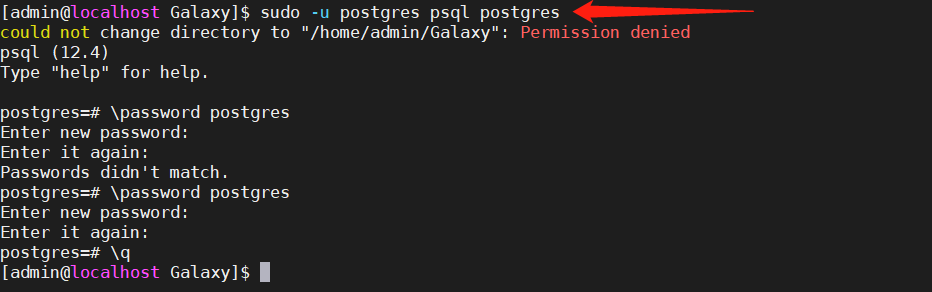 [admin@localhost Galaxy]$ sudo -u postgres psql postgres
could not change directory to "/home/admin/Galaxy": Permission denied
psql (12.4)
Type "help" for help.
postgres=# \password postgres
Enter new password:
Enter it again:
Passwords didn't match.
postgres=# \password postgres
Enter new password:
Enter it again:
postgres=# \q
[admin@localhost Galaxy]$